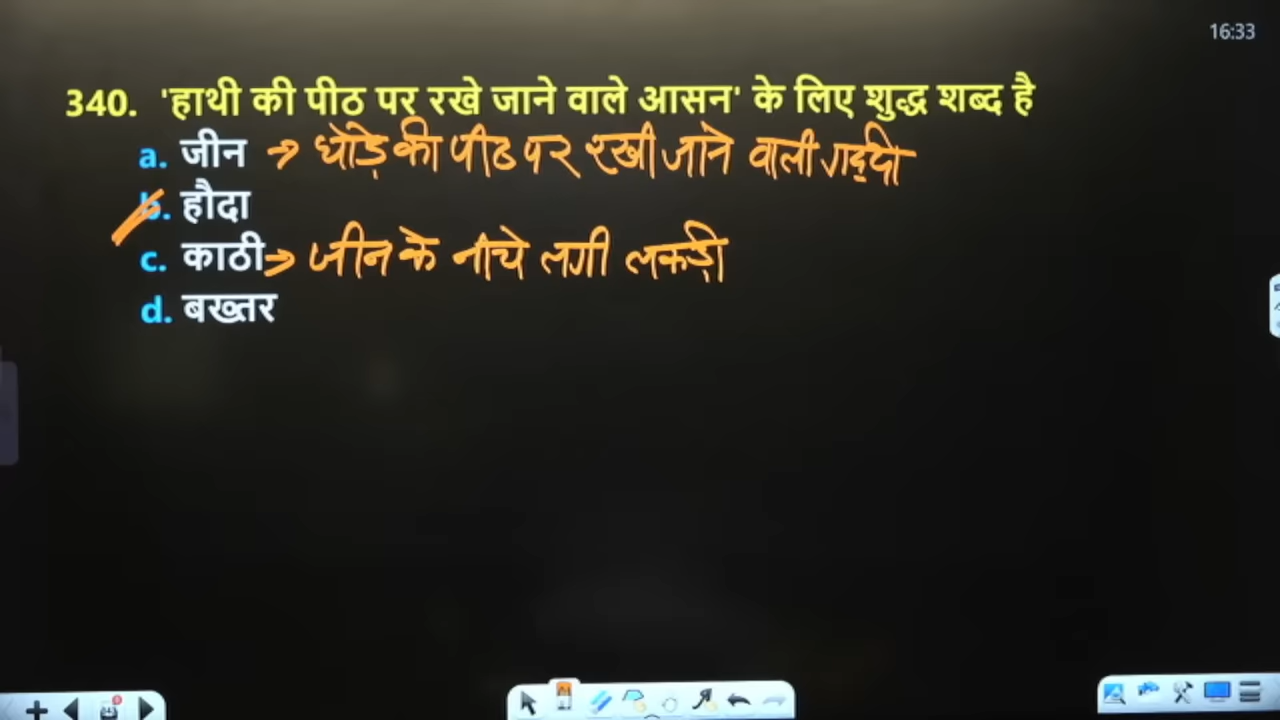 16:33
340. 'हाथी की पीठ पर रखे जाने वाले आसन' के लिए शुद्ध शब्द है
a. जीन → घोड़े की पीठ पर रखी जाने वाली गद्दी
b. हौदा
c. काठी → जीन के नीचे लगी लकड़ी
d. बख्तर